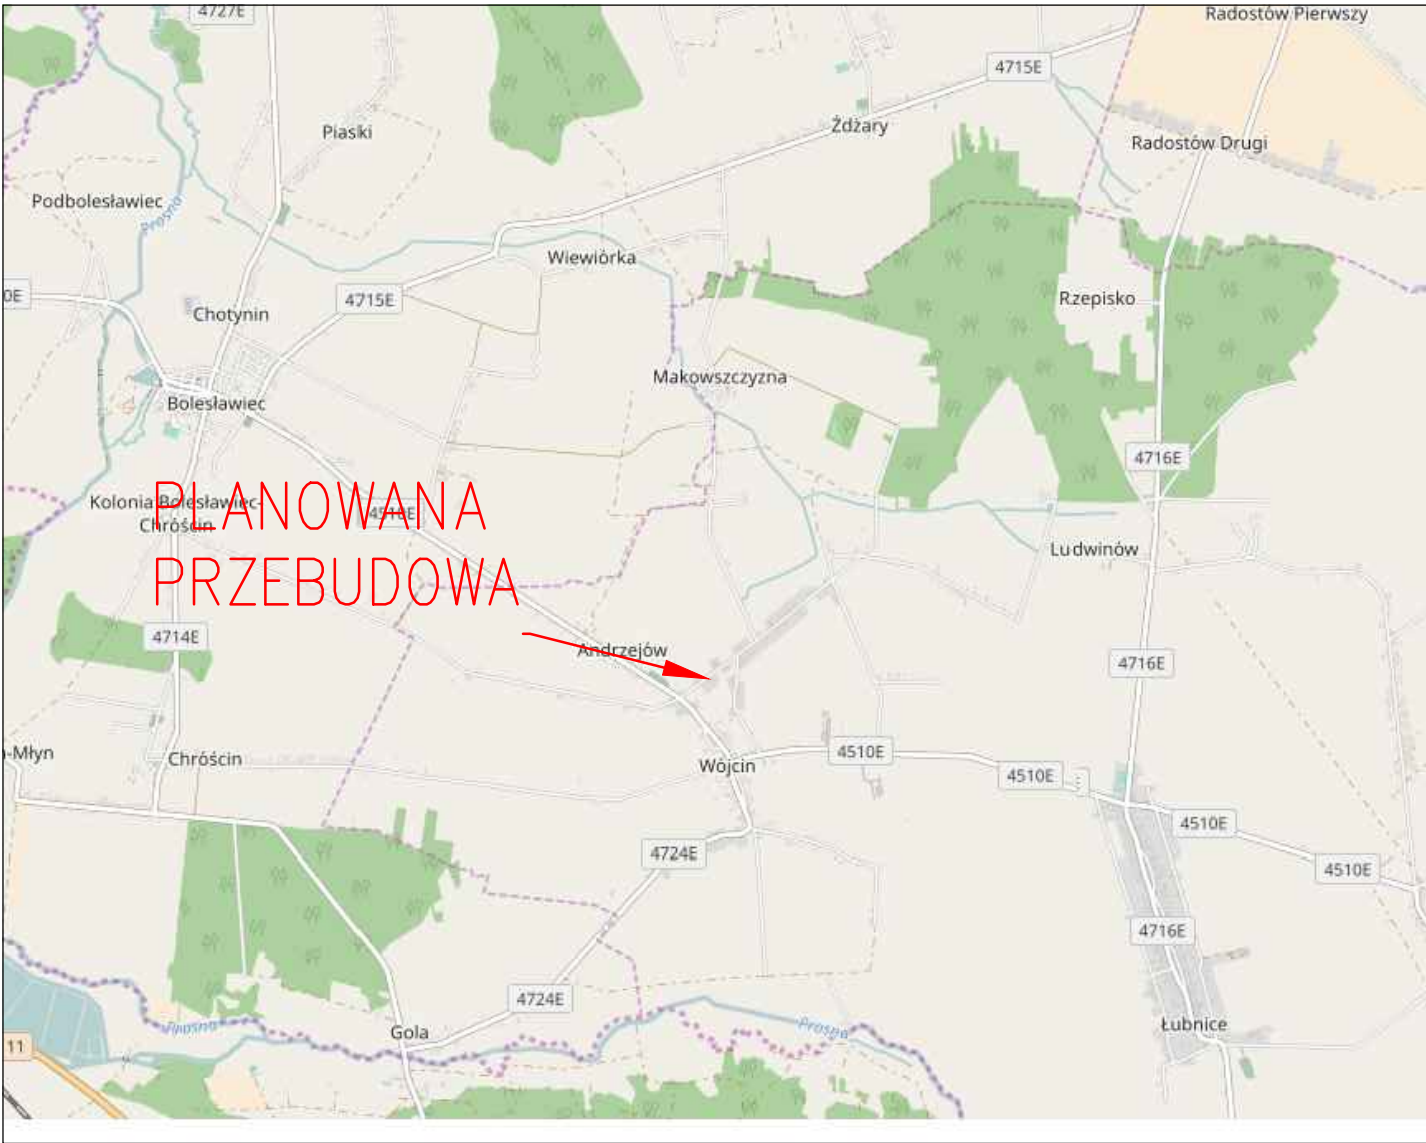 4727E
Radostów Pierwszy
4715E
Piaski
Żdżary
Radostów Drugi
Podbolesławiec
Prosna
Wiewiórka
0E
4715E
Rzepisko
Chotynin
Makowszczyzna
Bolesławiec
4716E
PLANOWANA
PRZEBUDOWA
Kolonia Bolesławiec-
Chróścin
4510E
Ludwinów
4714E
Andrzejów
4716E
-Młyn
Chróścin
Wójcin
4510E
4510E
4510E
4724E
4510E
4716E
4724E
Prosna
Gola
Prosna
Łubnice
11